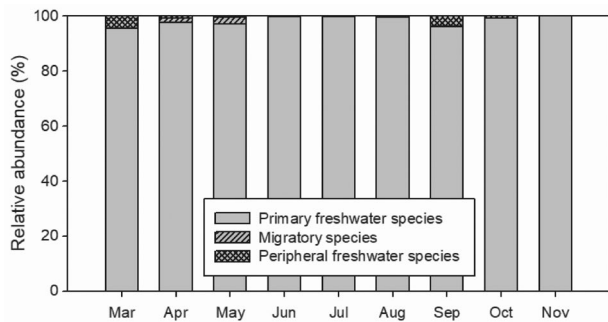 Relative abundance (%)
100
80
60
40
20
0
Primary freshwater species
Migratory species
Peripheral freshwater species
Mar Apr May Jun Jul Aug Sep Oct Nov